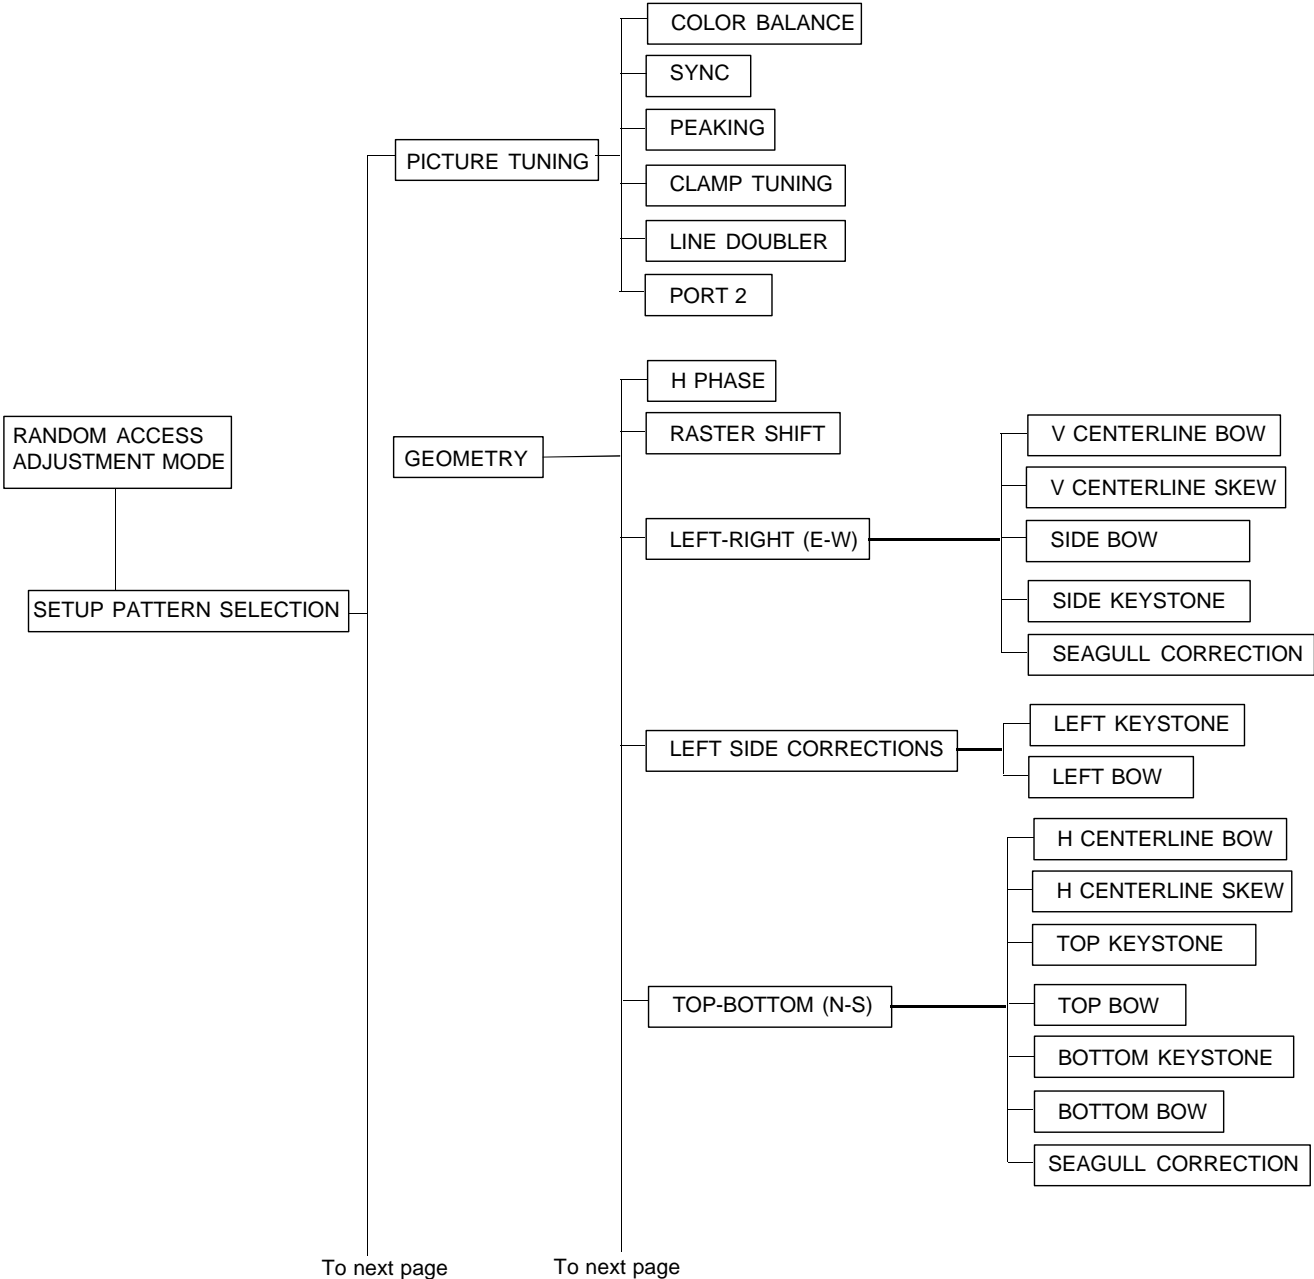 RANDOM ACCESS
ADJUSTMENT MODE
SETUP PATTERN SELECTION
PICTURE TUNING
COLOR BALANCE
SYNC
PEAKING
CLAMP TUNING
LINE DOUBLER
PORT 2
GEOMETRY
H PHASE
RASTER SHIFT
LEFT-RIGHT (E-W)
V CENTERLINE BOW
V CENTERLINE SKEW
SIDE BOW
SIDE KEYSTONE
SEAGULL CORRECTION
LEFT SIDE CORRECTIONS
LEFT KEYSTONE
LEFT BOW
TOP-BOTTOM (N-S)
H CENTERLINE BOW
H CENTERLINE SKEW
TOP KEYSTONE
TOP BOW
BOTTOM KEYSTONE
BOTTOM BOW
SEAGULL CORRECTION
To next page
To next page